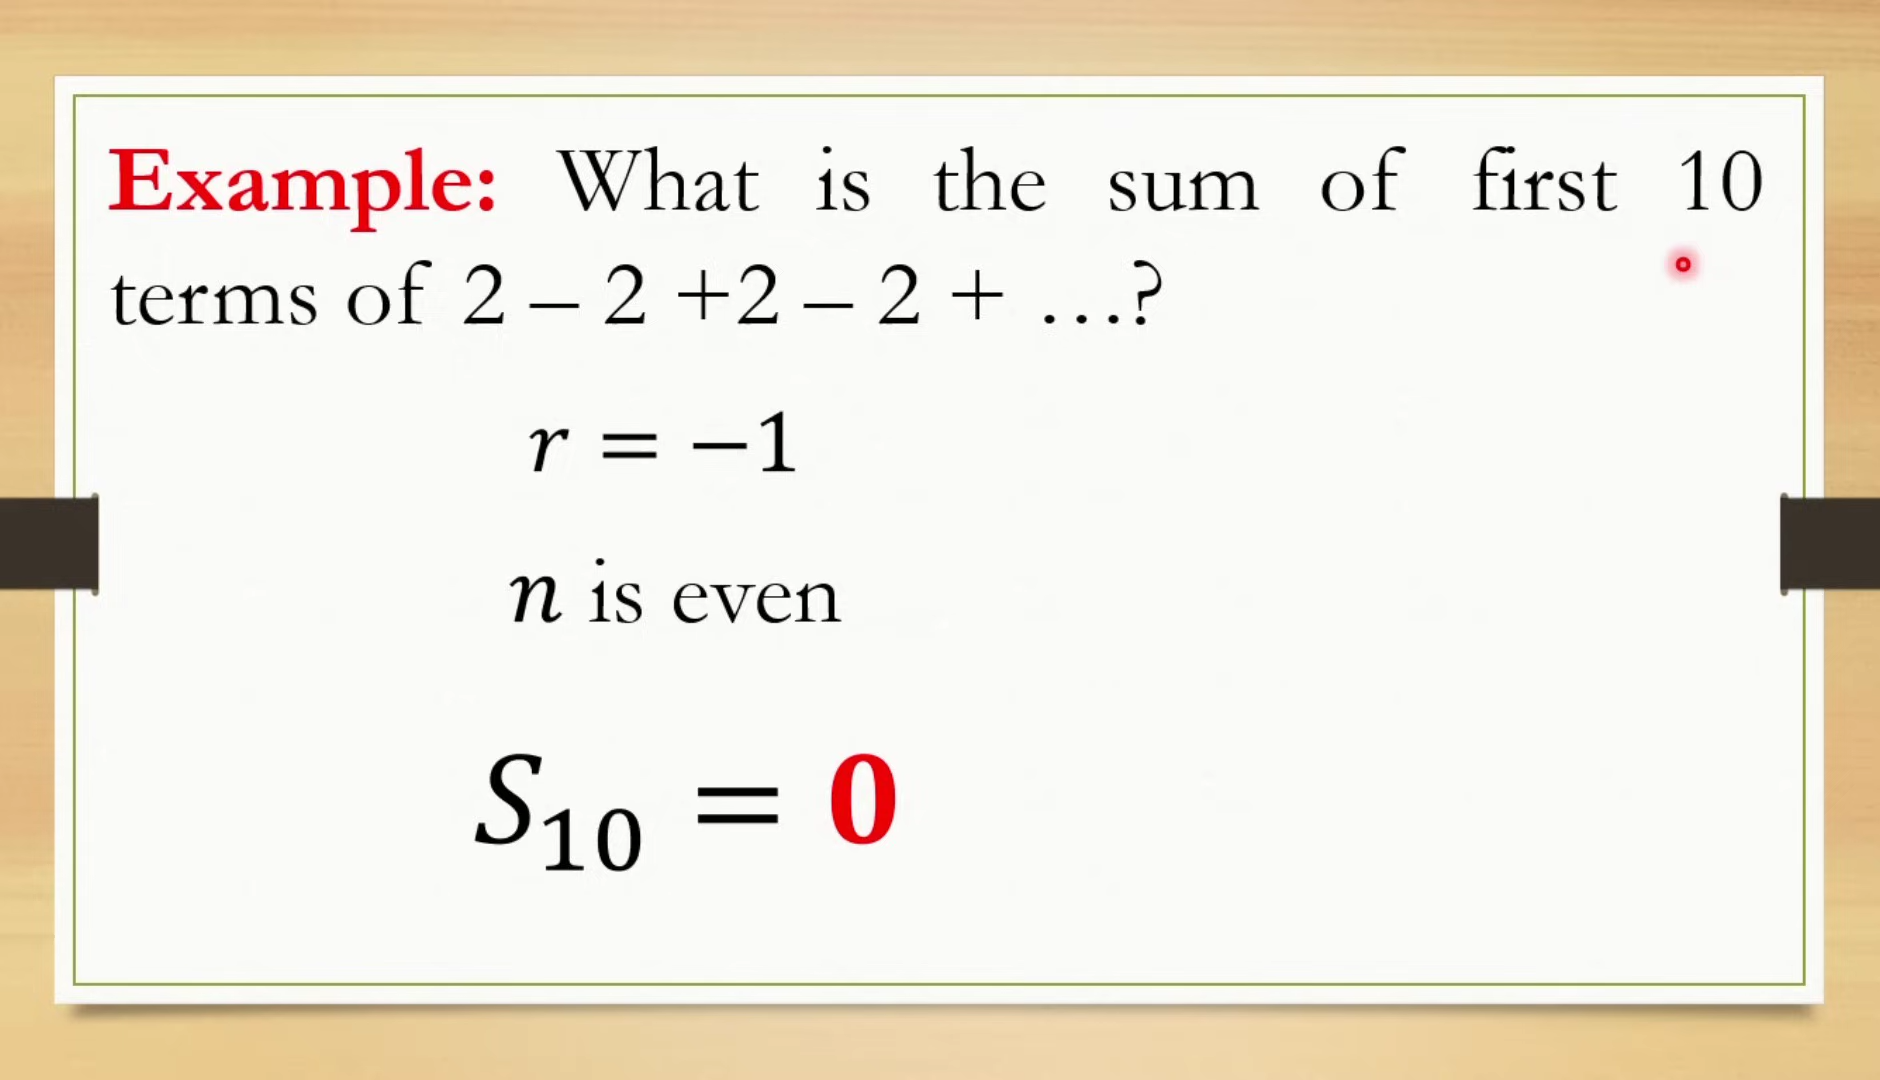 Example: What is the sum of first 10
terms of 2 – 2 +2 – 2 + …?
r = −1
n is even
S₁₀ = 0